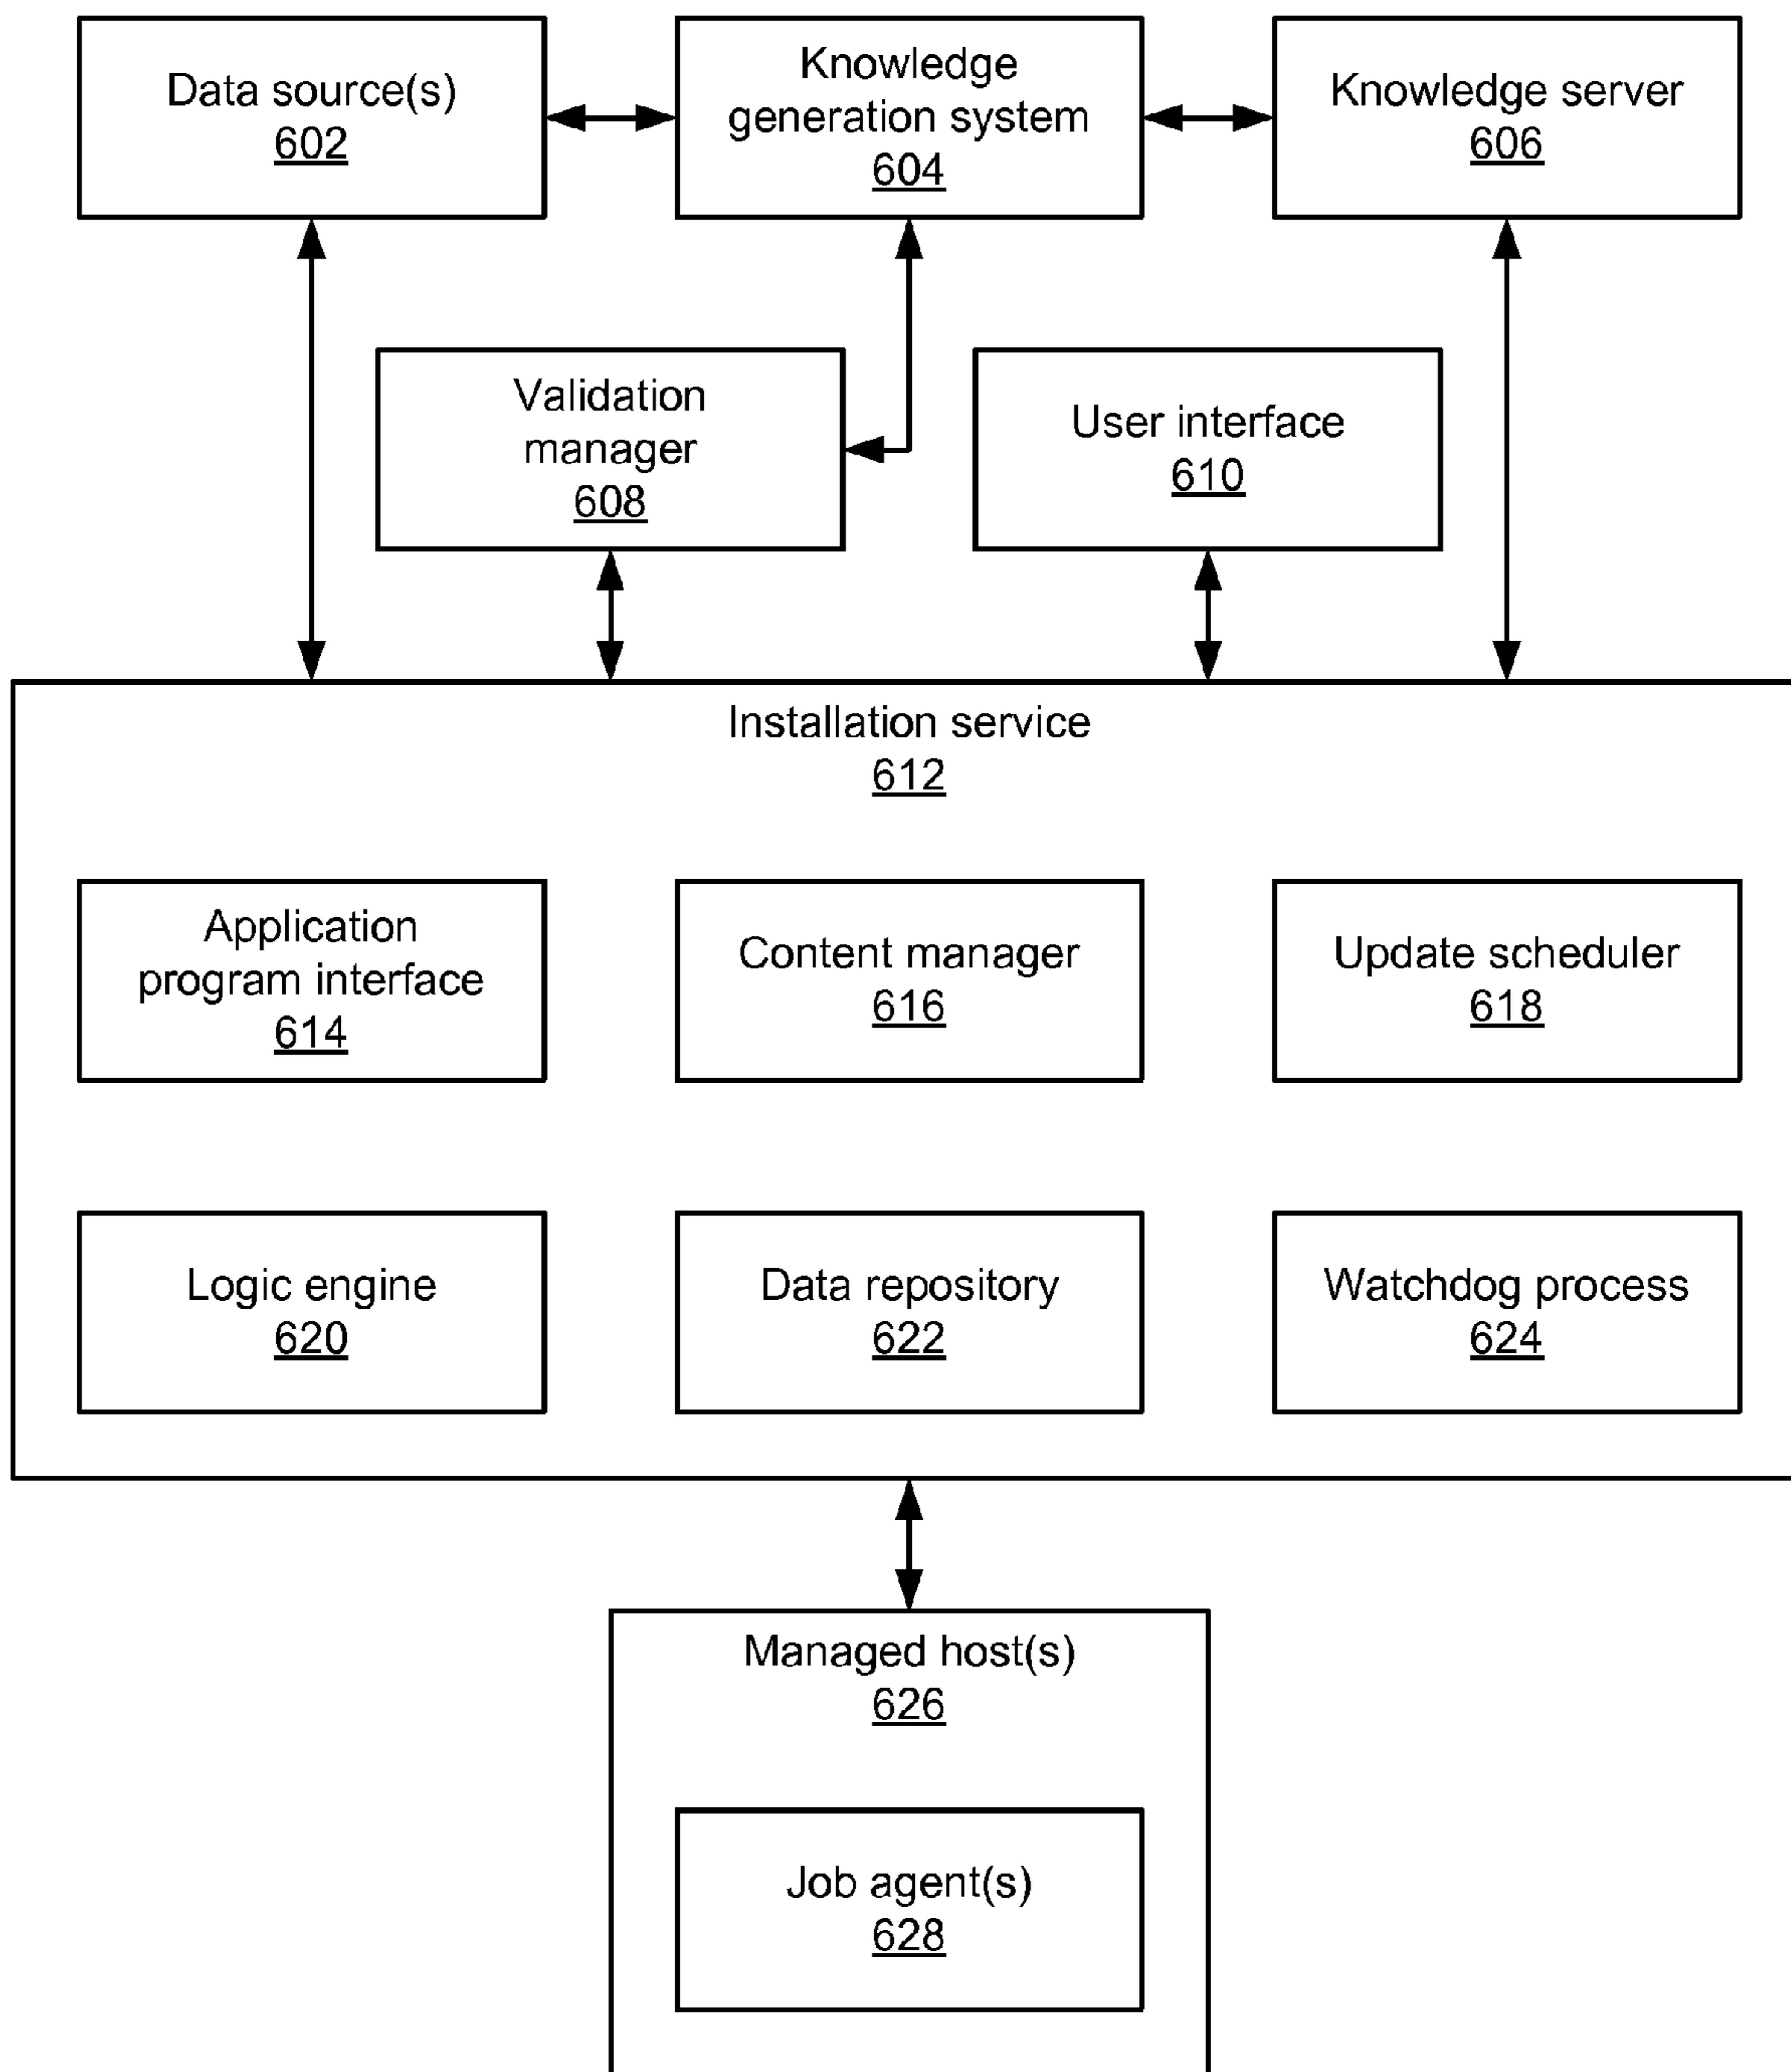 Data source(s)
602
Knowledge
generation system
604
Knowledge server
606
Validation
manager
608
User interface
610
Installation service
612
Application
program interface
614
Content manager
616
Update scheduler
618
Logic engine
620
Data repository
622
Watchdog process
624
Managed host(s)
626
Job agent(s)
628